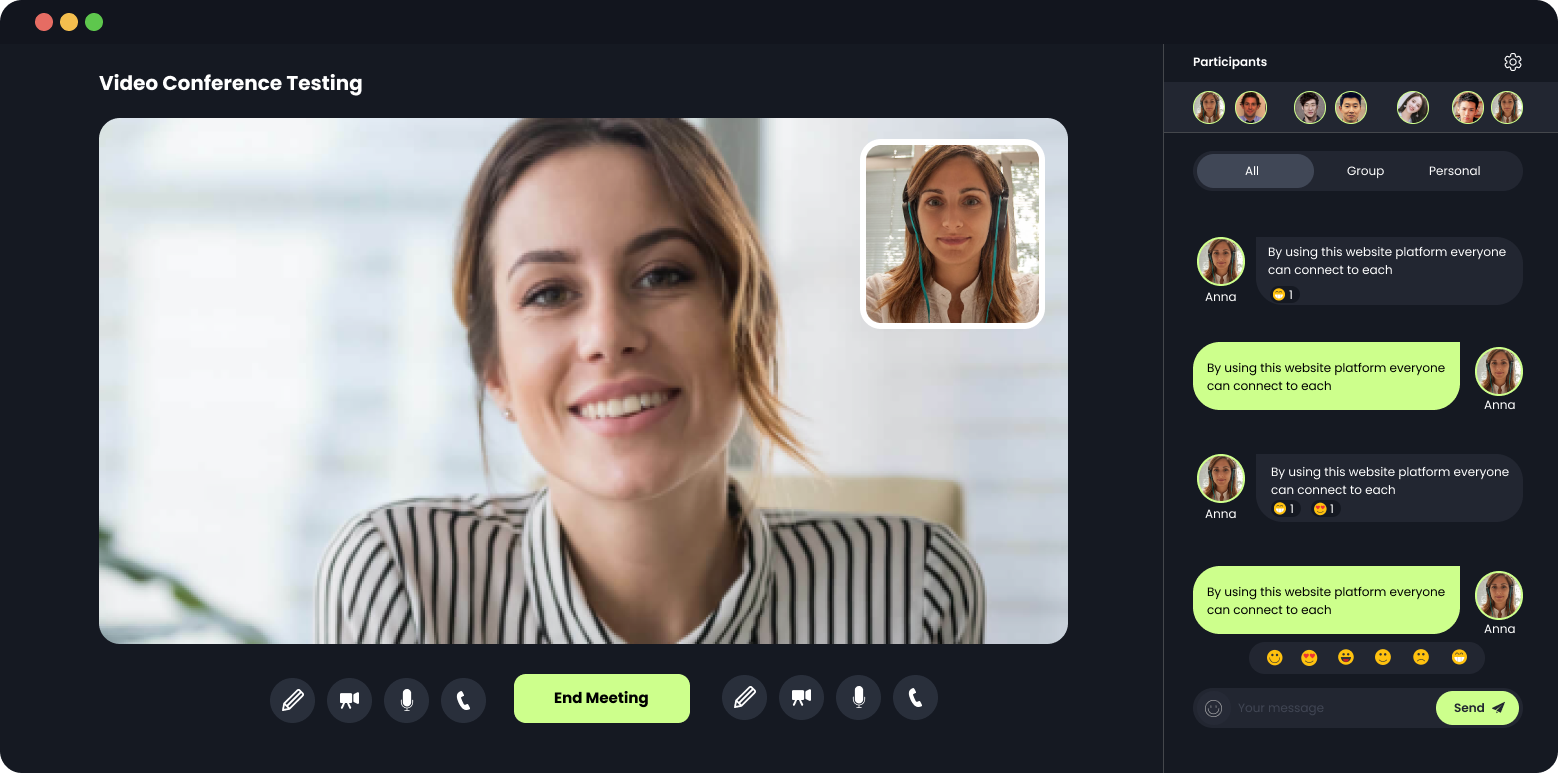 Video Conference Testing
Participants
All
Group
Personal
By using this website platform everyone
can connect to each
1
Anna
By using this website platform everyone
can connect to each
Anna
By using this website platform everyone
can connect to each
1
1
Anna
By using this website platform everyone
can connect to each
Anna
End Meeting
Your message
Send